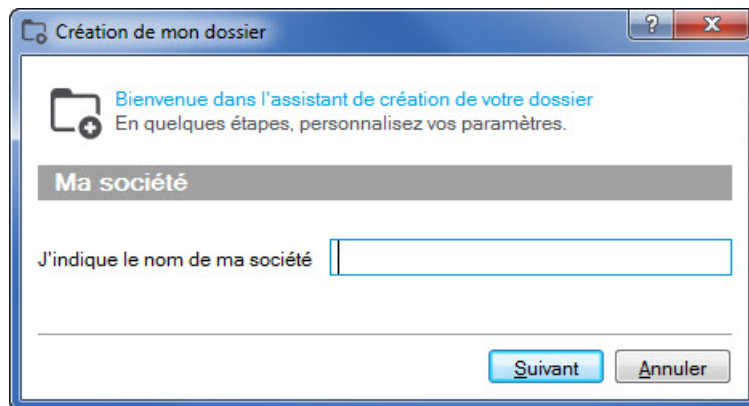 Création de mon dossier
Bienvenue dans l'assistant de création de votre dossier
En quelques étapes, personnalisez vos paramètres.
Ma société
J'indique le nom de ma société
Suivant Annuler